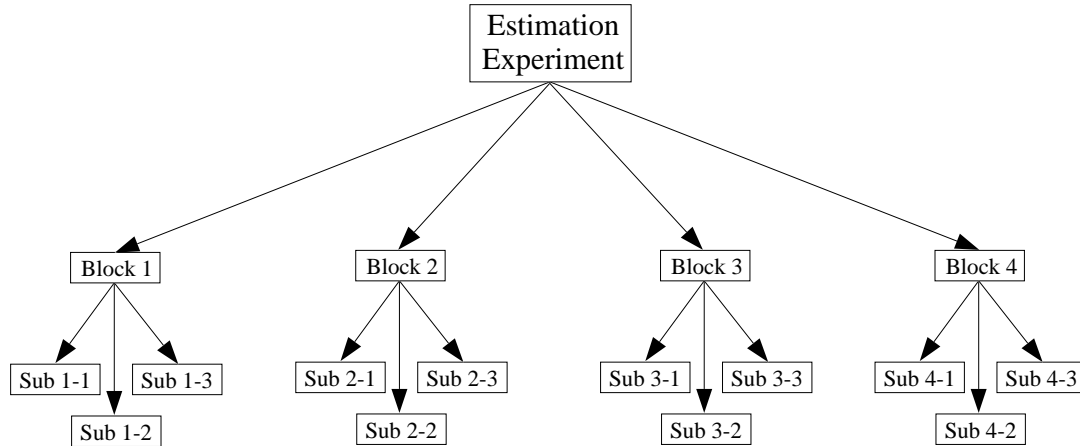 Estimation
Experiment
Block 1
Block 2
Block 3
Block 4
Sub 1-1
Sub 1-3
Sub 2-1
Sub 2-3
Sub 3-1
Sub 3-3
Sub 4-1
Sub 4-3
Sub 1-2
Sub 2-2
Sub 3-2
Sub 4-2